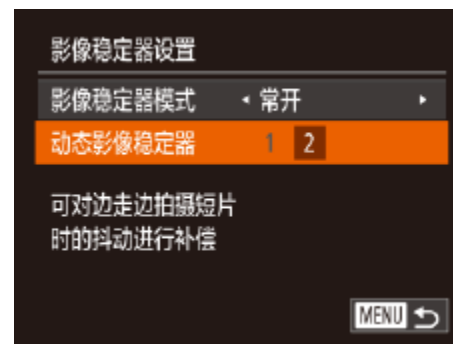 影像稳定器设置
影像稳定器模式 ◂ 常开 ▸
动态影像稳定器 1 2
可对边走边拍摄短片
时的抖动进行补偿
MENU